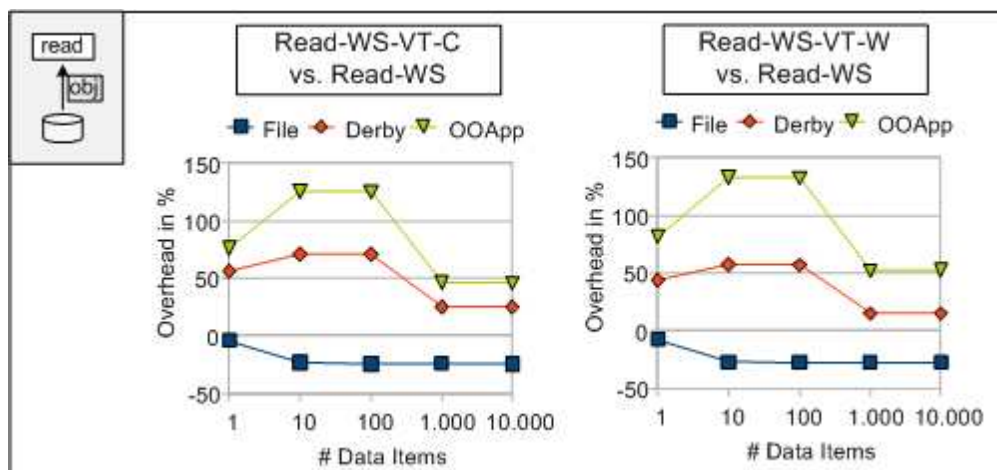 read
obj
Read-WS-VT-C
vs. Read-WS
File Derby OOApp
150
100
50
0
-50
Overhead in %
1 10 100 1.000 10.000
# Data Items
Read-WS-VT-W
vs. Read-WS
File Derby OOApp
150
100
50
0
-50
Overhead in %
1 10 100 1.000 10.000
# Data Items